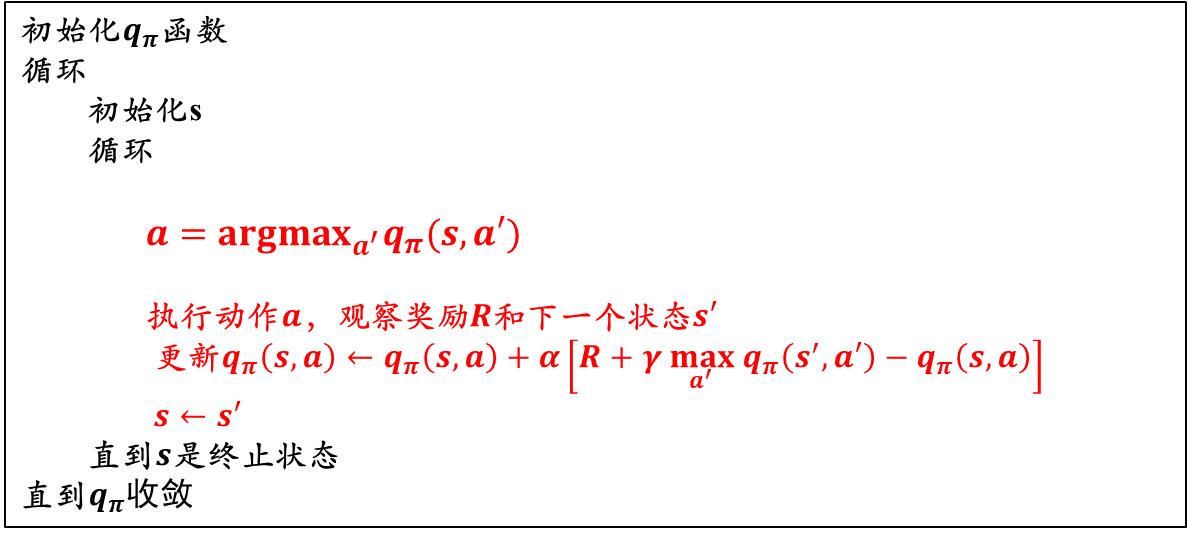 初始化qπ函数
循环
初始化s
循环
a = argmaxa′ qπ(s, a′)
执行动作a，观察奖励R和下一个状态s′
更新qπ(s, a) ← qπ(s, a) + α[R + γ maxa′ qπ(s′, a′) − qπ(s, a)]
s ← s′
直到s是终止状态
直到qπ收敛